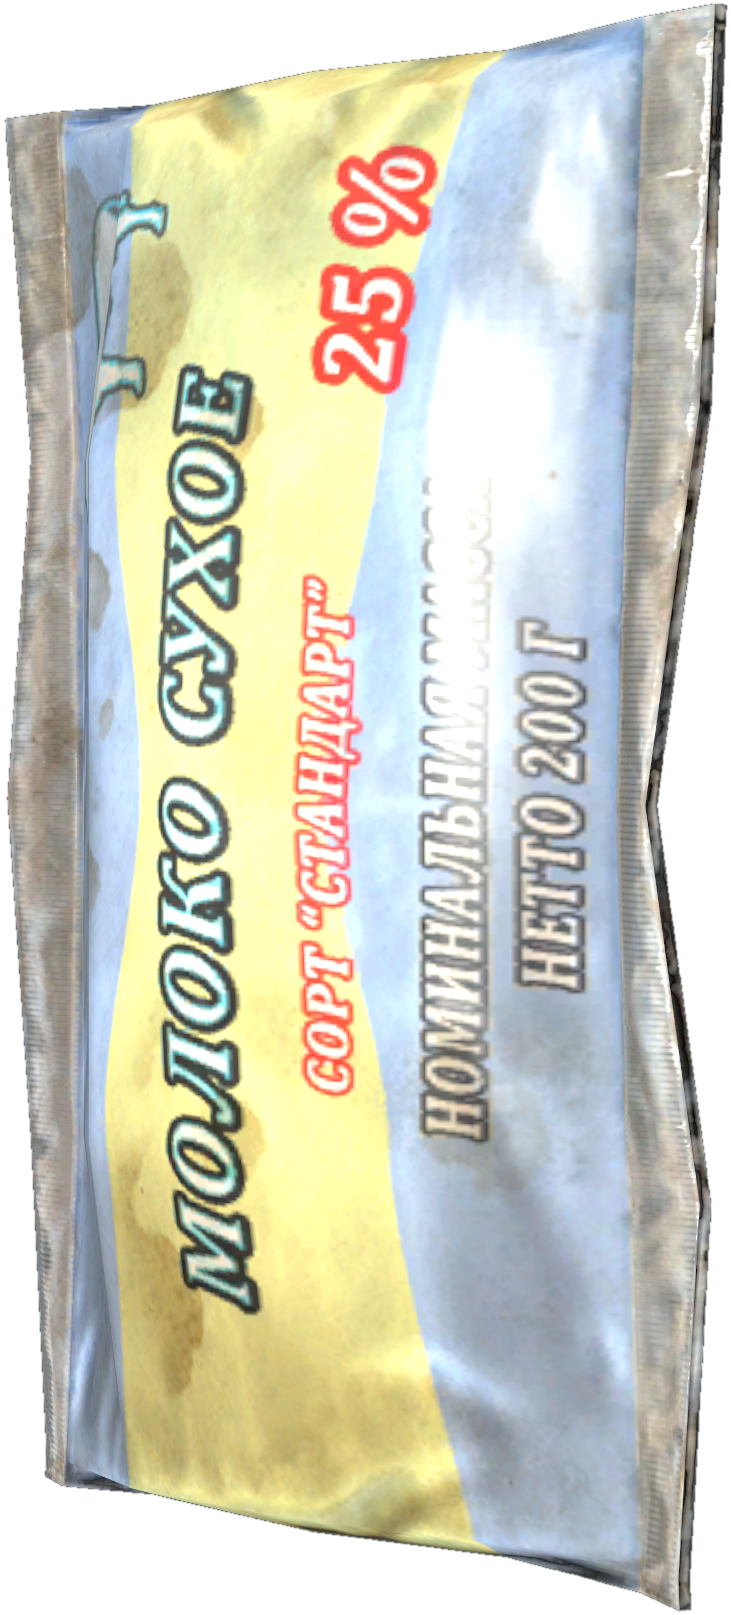 МОЛОКО СУХОЕ
25 %
СОРТ "СТАНДАРТ"
НОМИНАЛЬНАЯ МАССА
НЕТТО 200 Г